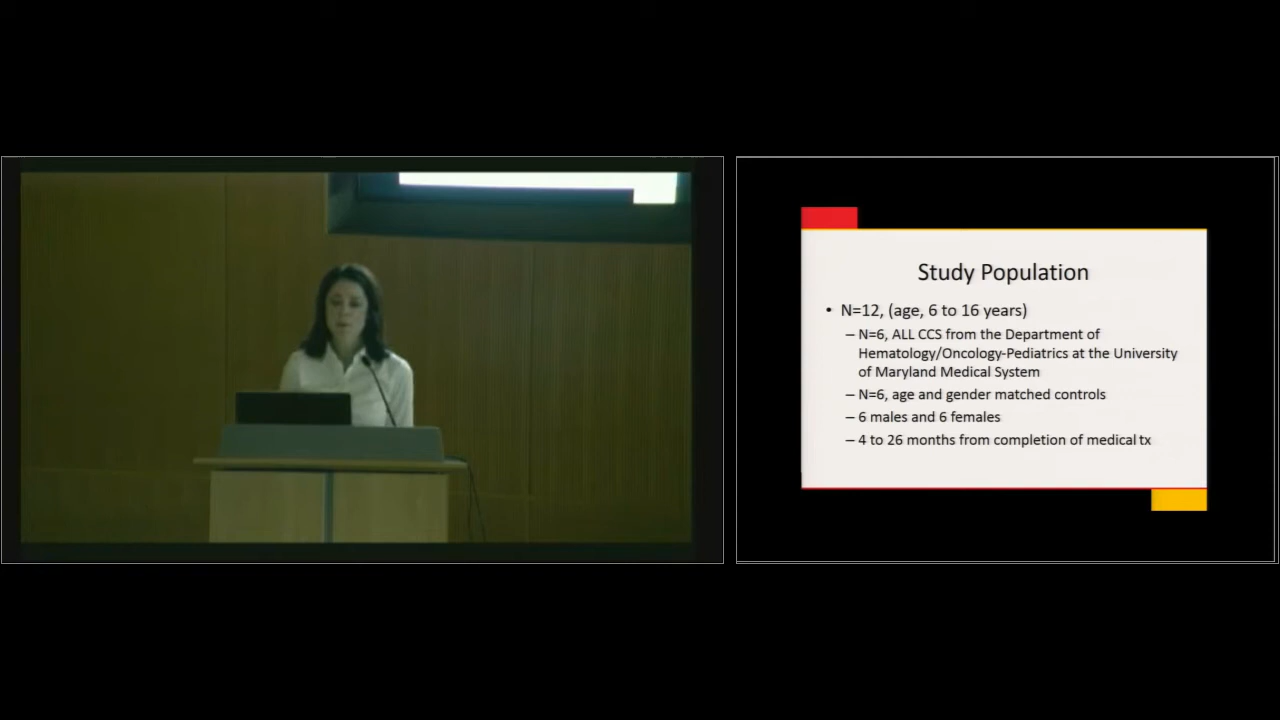 Study Population
• N=12, (age, 6 to 16 years)
– N=6, ALL CCS from the Department of
Hematology/Oncology-Pediatrics at the University
of Maryland Medical System
– N=6, age and gender matched controls
– 6 males and 6 females
– 4 to 26 months from completion of medical tx